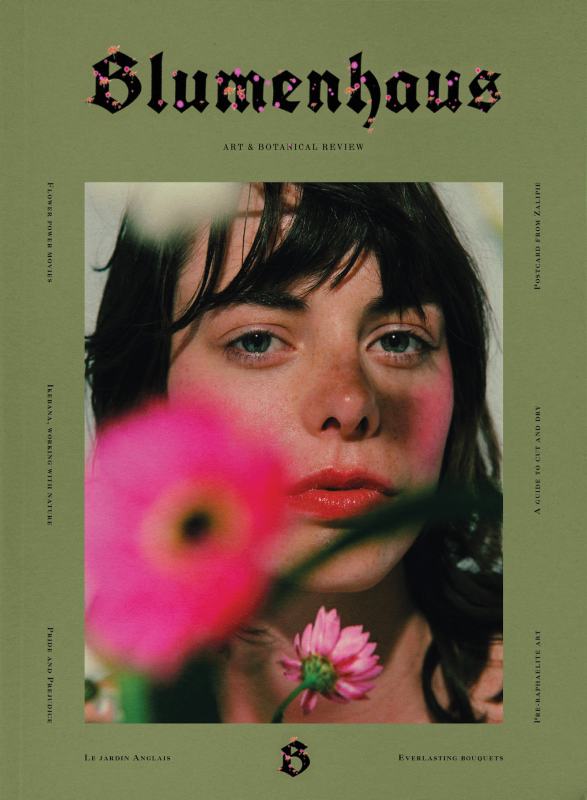 Blumenhaus
ART & BOTANICAL REVIEW
Flower power movies
Ikebana, working with nature
Pride and Prejudice
Postcard from Zalipie
A guide to cut and dry
Pre-raphaelite art
Le jardin Anglais
B
Everlasting bouquets